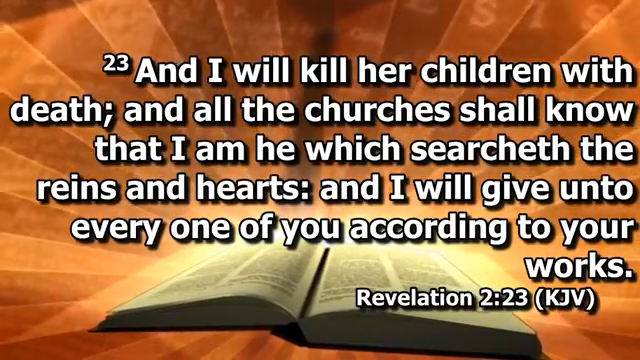 23 And I will kill her children with
death; and all the churches shall know
that I am he which searcheth the
reins and hearts: and I will give unto
every one of you according to your
works.
Revelation 2:23 (KJV)